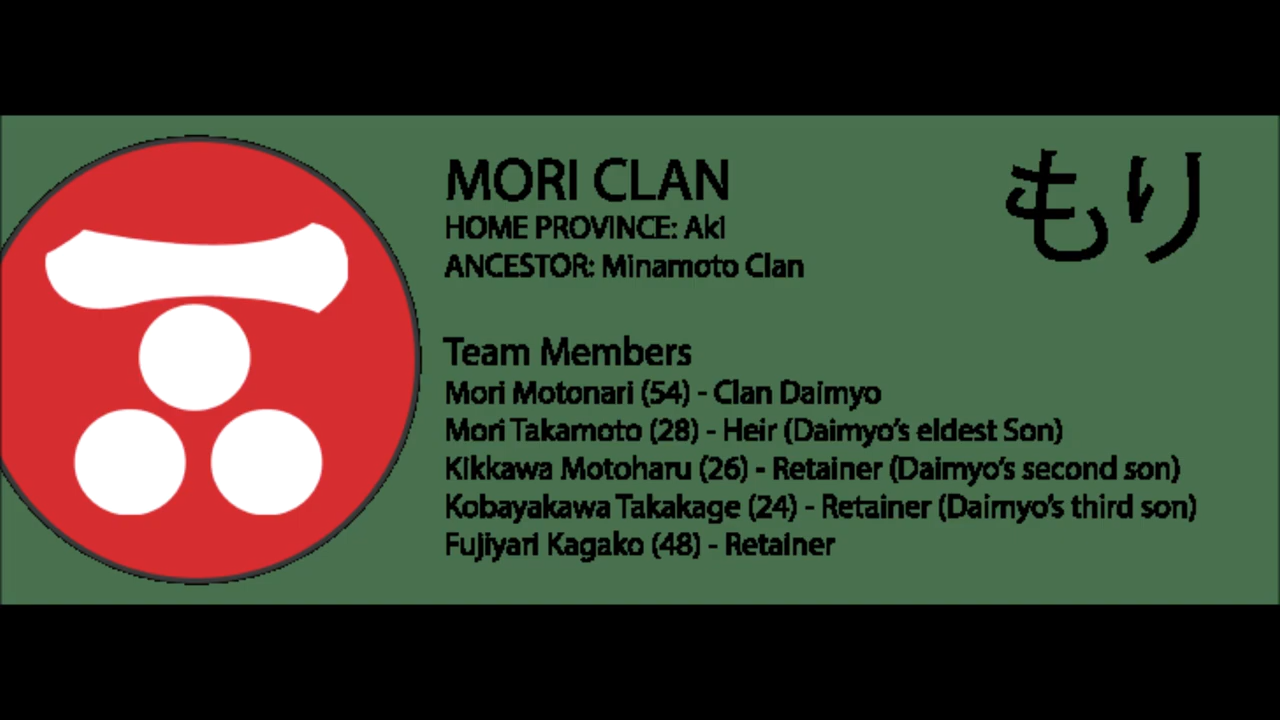 MORI CLAN
もり
HOME PROVINCE: Aki
ANCESTOR: Minamoto Clan
Team Members
Mori Motonari (54) - Clan Daimyo
Mori Takamoto (28) - Heir (Daimyo's eldest Son)
Kikkawa Motoharu (26) - Retainer (Daimyo's second son)
Kobayakawa Takakage (24) - Retainer (Daimyo's third son)
Fujiyari Kagako (48) - Retainer